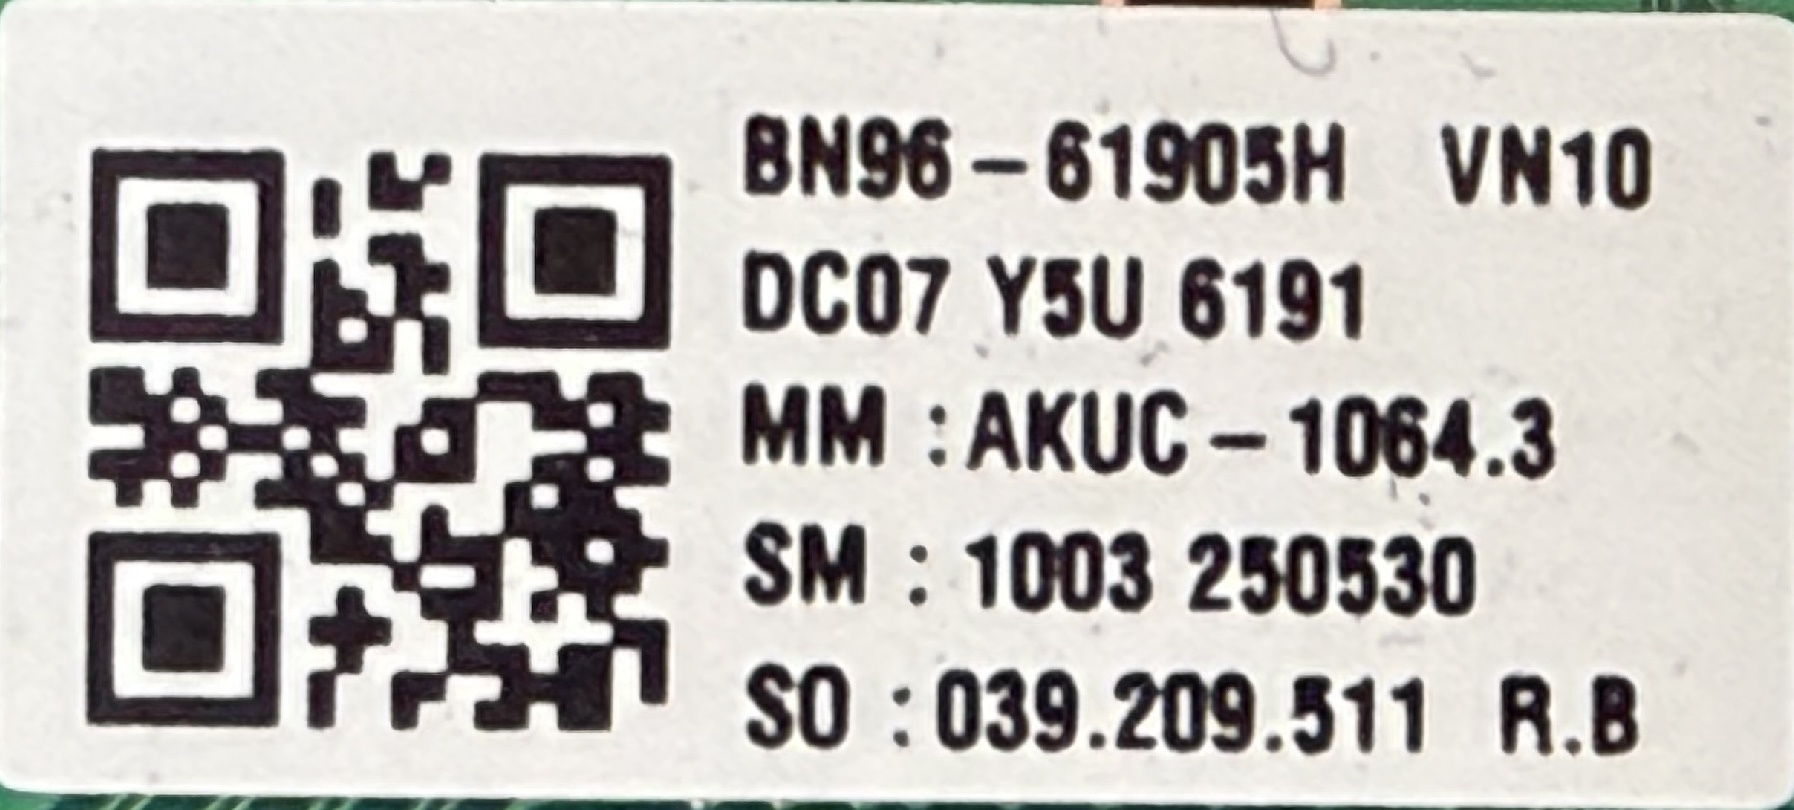 BN96-61905H VN10
DC07 Y5U 6191
MM :AKUC-1064.3
SM : 1003 250530
SO :039.209.511 R.B